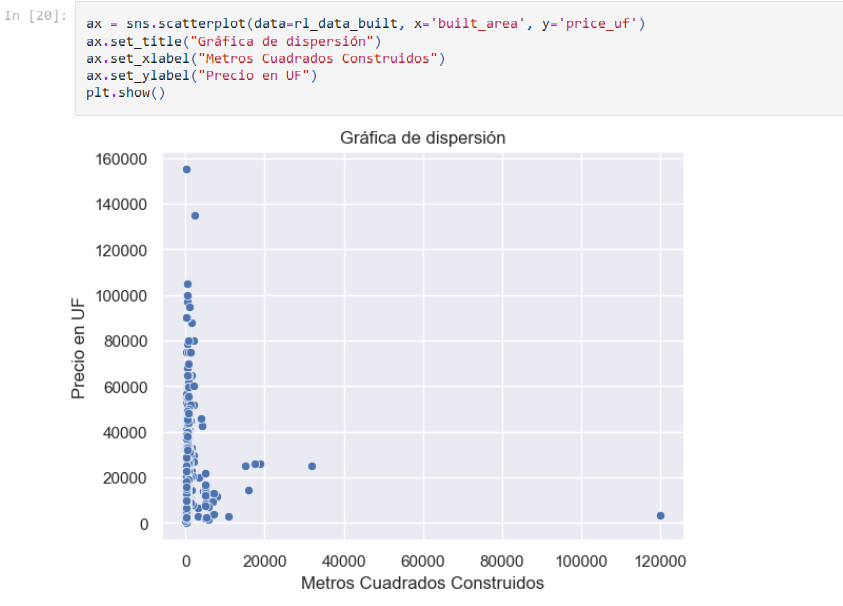 In [20]:
ax = sns.scatterplot(data=rl_data_built, x='built_area', y='price_uf')
ax.set_title("Gráfica de dispersión")
ax.set_xlabel("Metros Cuadrados Construidos")
ax.set_ylabel("Precio en UF")
plt.show()
Gráfica de dispersión
160000
140000
120000
100000
80000
60000
40000
20000
0
Precio en UF
0 20000 40000 60000 80000 100000 120000
Metros Cuadrados Construidos